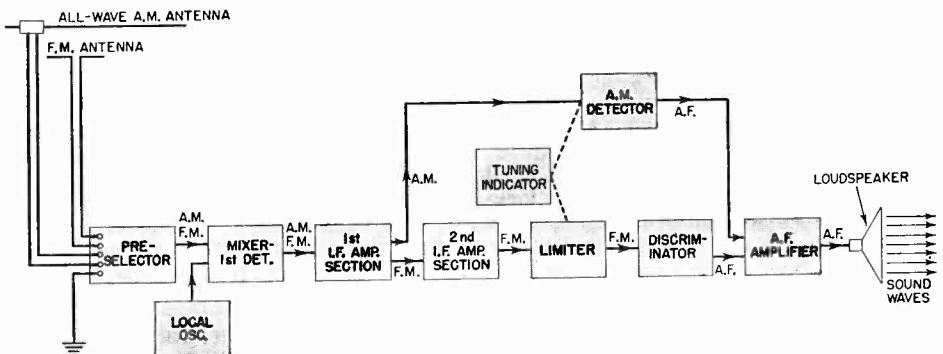 ALL-WAVE A.M. ANTENNA
F.M. ANTENNA
A.M.
DETECTOR
A.F.
TUNING
INDICATOR
A.M.
LOUDSPEAKER
PRE-
SELECTOR
A.M.
F.M.
MIXER-
1st DET.
A.M.
F.M.
1st
I.F. AMP.
SECTION
F.M.
2nd
I.F. AMP.
SECTION
F.M.
LIMITER
F.M.
DISCRIM-
INATOR
A.F.
A.F.
AMPLIFIER
A.F.
SOUND
WAVES
LOCAL
OSC.